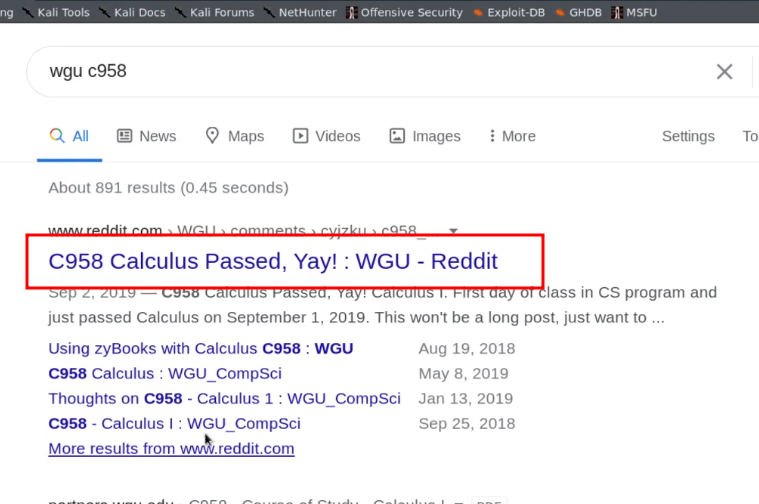 ng Kali Tools Kali Docs Kali Forums NetHunter Offensive Security Exploit-DB GHDB MSFU
wgu c958
All News Maps Videos Images More Settings To
About 891 results (0.45 seconds)
www.reddit.com › WGU › comments › cyjzku › c958_...
C958 Calculus Passed, Yay! : WGU - Reddit
Sep 2, 2019 — C958 Calculus Passed, Yay! Calculus I. First day of class in CS program and
just passed Calculus on September 1, 2019. This won't be a long post, just want to ...
Using zyBooks with Calculus C958 : WGU Aug 19, 2018
C958 Calculus : WGU_CompSci May 8, 2019
Thoughts on C958 - Calculus 1 : WGU_CompSci Jan 13, 2019
C958 - Calculus I : WGU_CompSci Sep 25, 2018
More results from www.reddit.com
partners.wgu.edu › C958 - Course of Study - Calculus I PDF